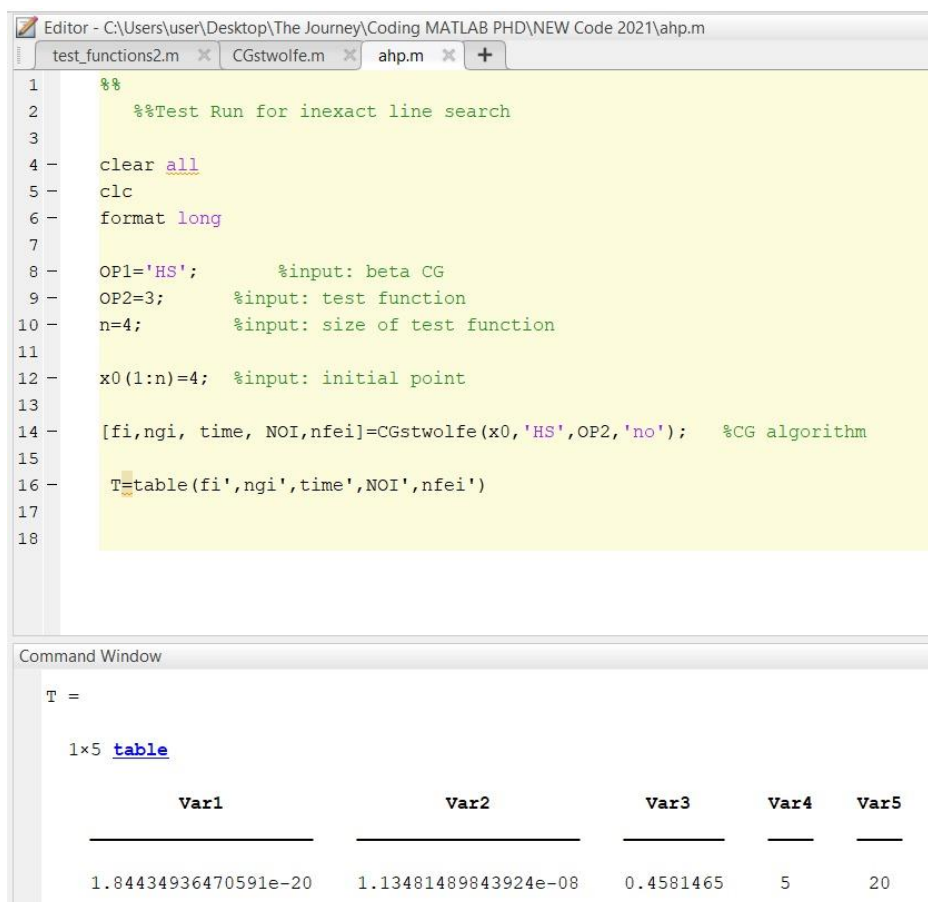 Editor - C:\Users\user\Desktop\The Journey\Coding MATLAB PHD\NEW Code 2021\ahp.m
test_functions2.m CGstwolfe.m ahp.m +
1 %%
2 %%Test Run for inexact line search
3
4 - clear all
5 - clc
6 - format long
7
8 - OP1='HS'; %input: beta CG
9 - OP2=3; %input: test function
10 - n=4; %input: size of test function
11
12 - x0(1:n)=4; %input: initial point
13
14 - [fi,ngi, time, NOI,nfei]=CGstwolfe(x0,'HS',OP2,'no'); %CG algorithm
15
16 - T=table(fi',ngi',time',NOI',nfei')
17
18
Command Window
T =
1×5 table
Var1 Var2 Var3 Var4 Var5
1.84434936470591e-20 1.13481489843924e-08 0.4581465 5 20